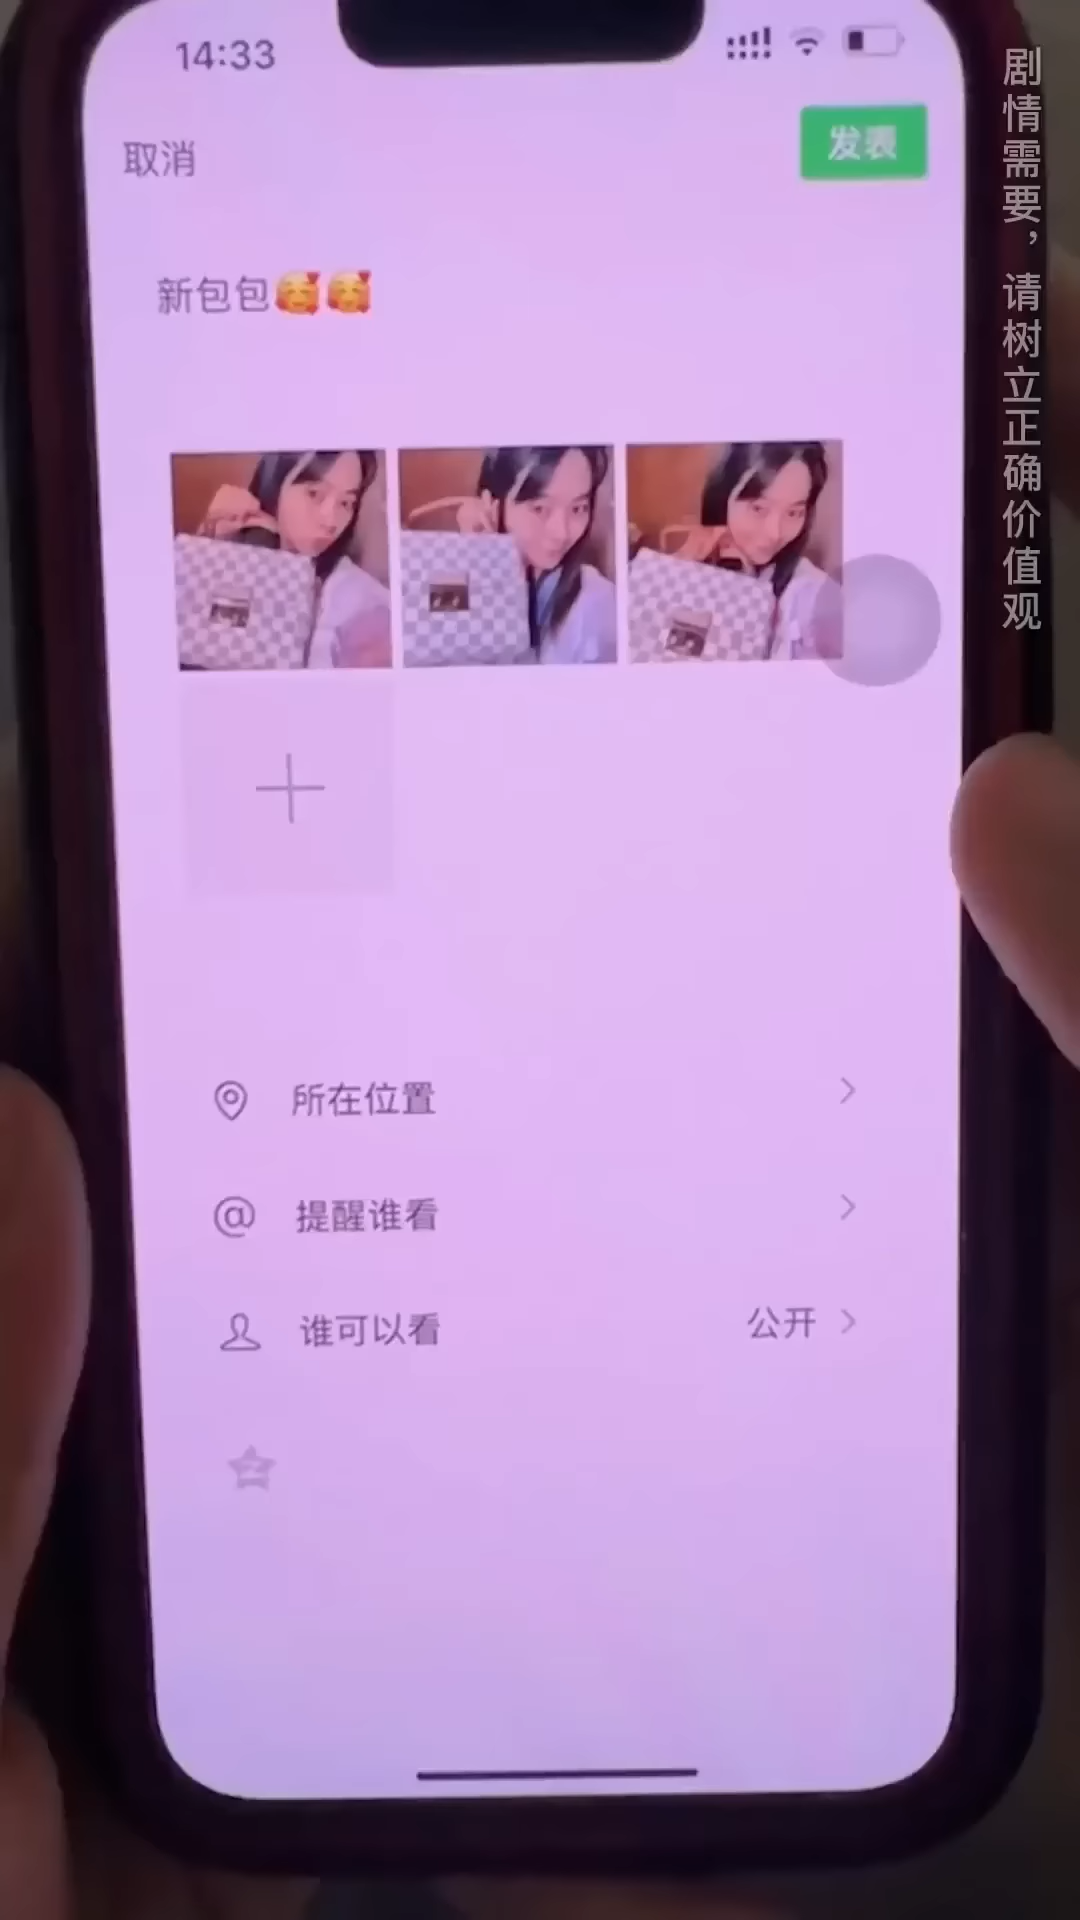 14:33
取消
发表
新包包🥰🥰
所在位置
@ 提醒谁看
谁可以看 公开
剧情需要，请树立正确价值观